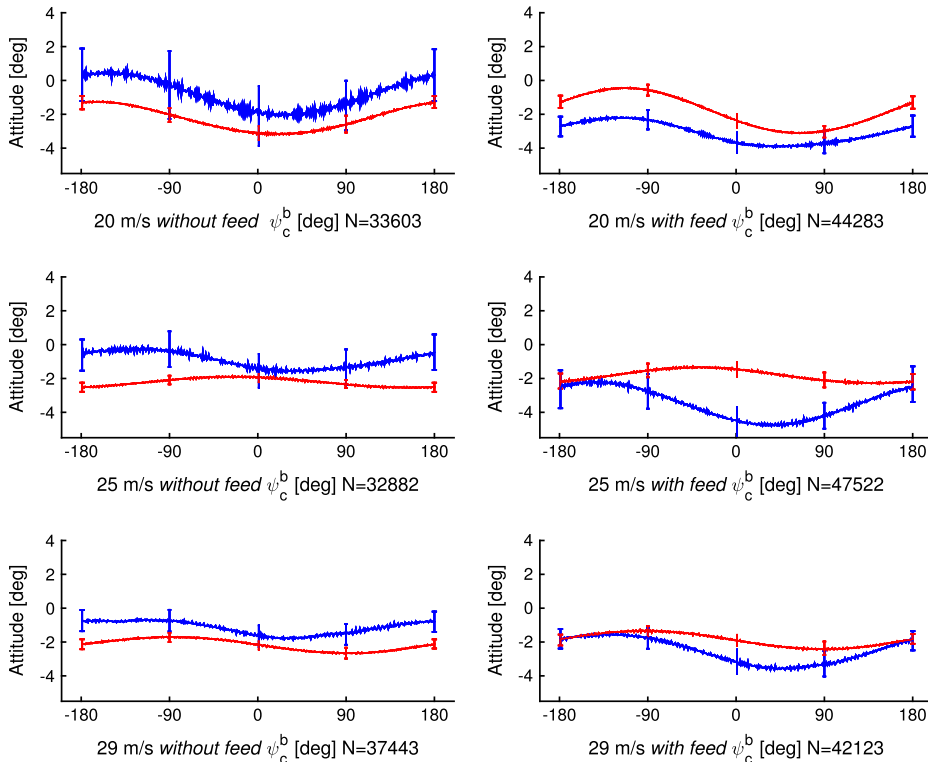 4
2
0
-2
-4
Attitude [deg]
-180 -90 0 90 180
20 m/s without feed ψ_c^b [deg] N=33603
4
2
0
-2
-4
Attitude [deg]
-180 -90 0 90 180
20 m/s with feed ψ_c^b [deg] N=44283
4
2
0
-2
-4
Attitude [deg]
-180 -90 0 90 180
25 m/s without feed ψ_c^b [deg] N=32882
4
2
0
-2
-4
Attitude [deg]
-180 -90 0 90 180
25 m/s with feed ψ_c^b [deg] N=47522
4
2
0
-2
-4
Attitude [deg]
-180 -90 0 90 180
29 m/s without feed ψ_c^b [deg] N=37443
4
2
0
-2
-4
Attitude [deg]
-180 -90 0 90 180
29 m/s with feed ψ_c^b [deg] N=42123